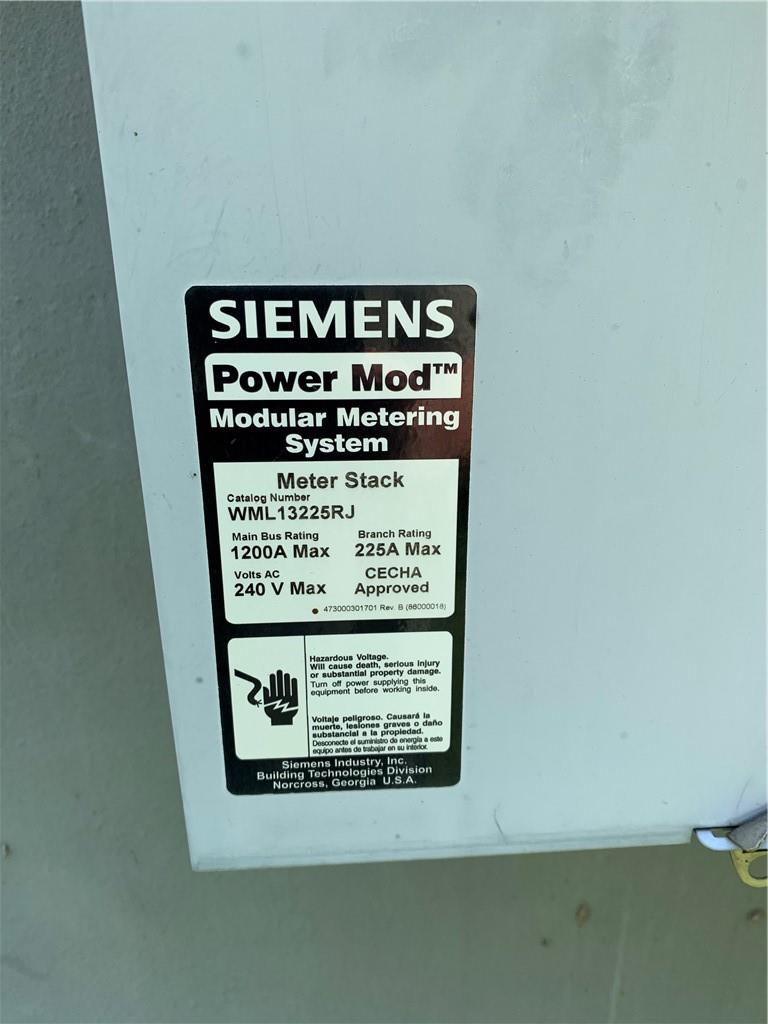 SIEMENS
Power Mod™
Modular Metering
System
Meter Stack
Catalog Number
WML13225RJ
Main Bus Rating Branch Rating
1200A Max 225A Max
Volts AC CECHA
240 V Max Approved
473000301701 Rev. B (86000018)
Hazardous Voltage.
Will cause death, serious injury
or substantial property damage.
Turn off power supplying this
equipment before working inside.
Voltaje peligroso. Causará la
muerte, lesiones graves o daño
substancial a la propiedad.
Desconecte el suministro de energía a este
equipo antes de trabajar en su interior.
Siemens Industry, Inc.
Building Technologies Division
Norcross, Georgia U.S.A.